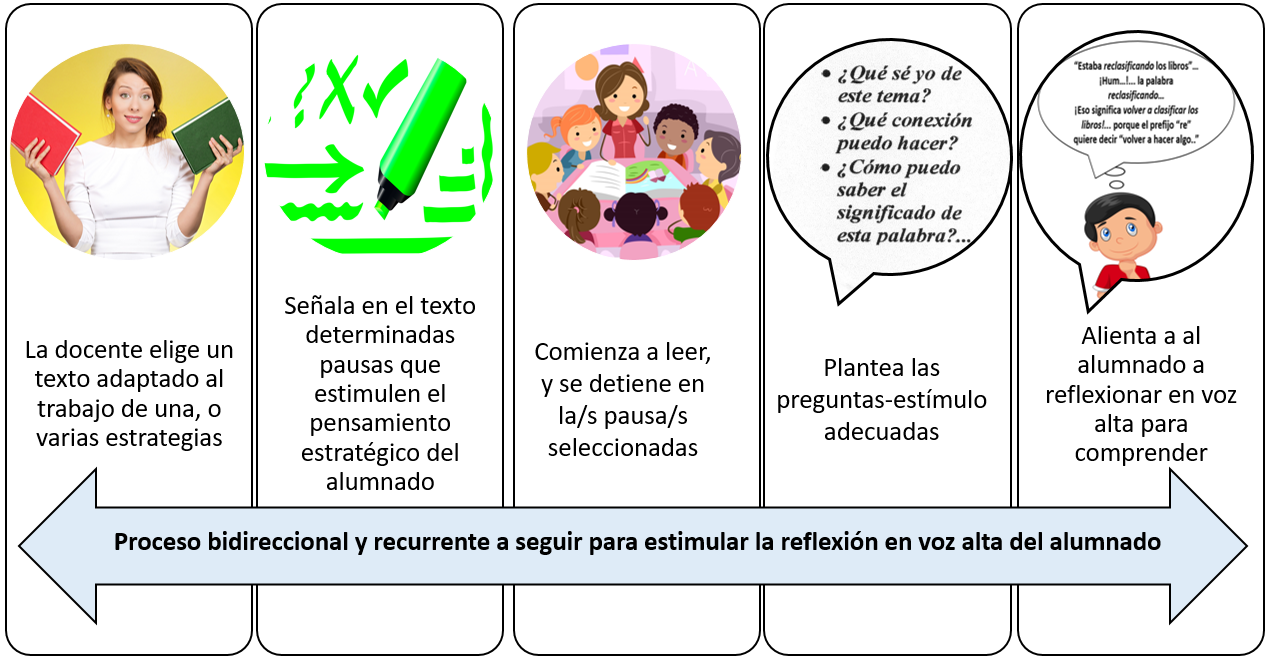 La docente elige un
texto adaptado al
trabajo de una, o
varias estrategias
Señala en el texto
determinadas
pausas que
estimulen el
pensamiento
estratégico del
alumnado
Comienza a leer,
y se detiene en
la/s pausa/s
seleccionadas
• ¿Qué sé yo de
este tema?
• ¿Qué conexión
puedo hacer?
• ¿Cómo puedo
saber el
significado de
esta palabra?...
Plantea las
preguntas-estímulo
adecuadas
"Estaba reclasificando los libros"...
¡Hum...!... la palabra
reclasificando...
¡Eso significa volver a clasificar los
libros!... porque el prefijo "re"
quiere decir "volver a hacer algo.."
Alienta a al
alumnado a
reflexionar en voz
alta para
comprender
Proceso bidireccional y recurrente a seguir para estimular la reflexión en voz alta del alumnado